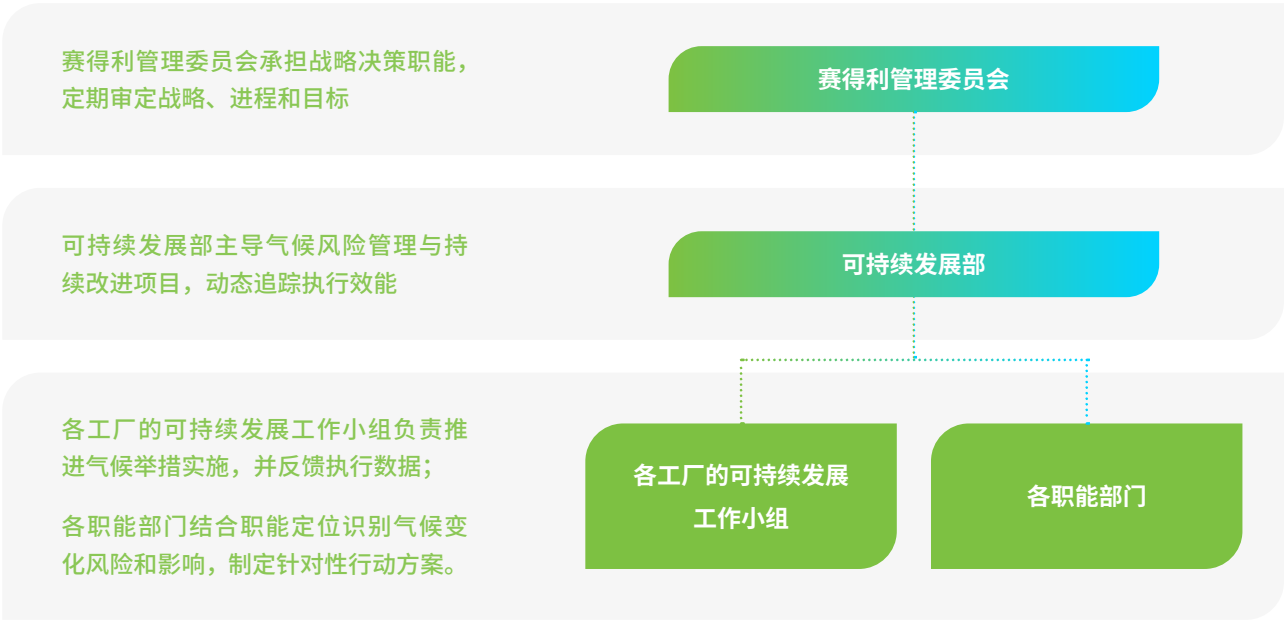 赛得利管理委员会承担战略决策职能，
定期审定战略、进程和目标
赛得利管理委员会
可持续发展部主导气候风险管理与持
续改进项目，动态追踪执行效能
可持续发展部
各工厂的可持续发展工作小组负责推
进气候举措实施，并反馈执行数据；
各职能部门结合职能定位识别气候变
化风险和影响，制定针对性行动方案。
各工厂的可持续发展
工作小组
各职能部门